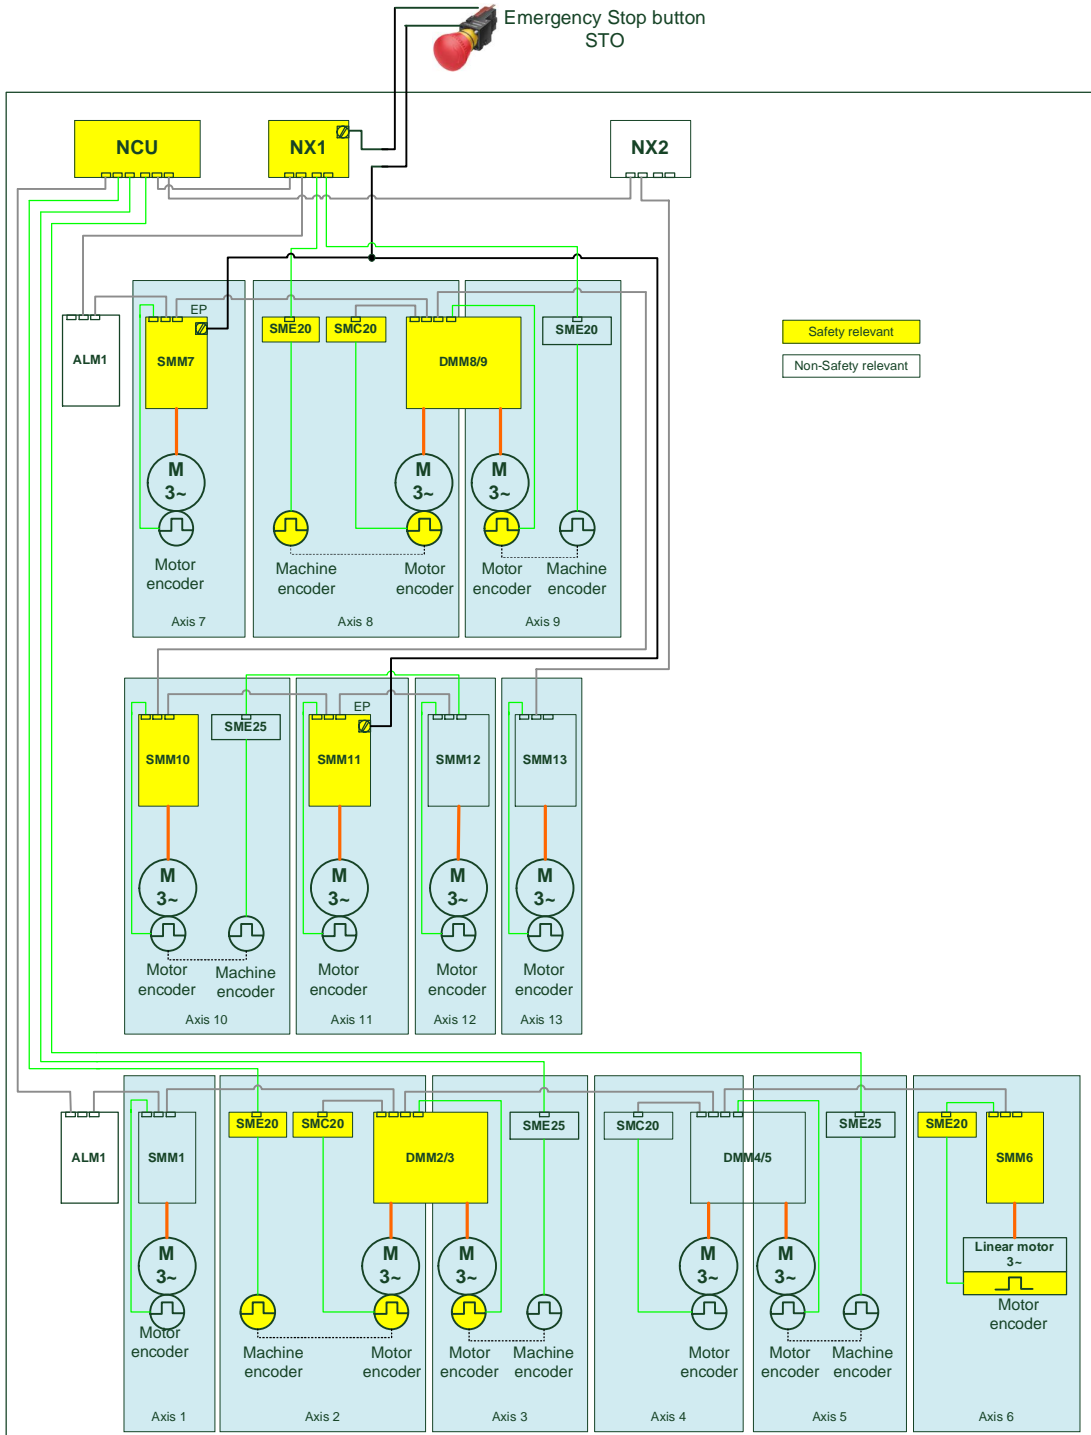 Emergency Stop button
STO
NCU
NX1
NX2
EP
ALM1
SMM7
SME20
SMC20
DMM8/9
SME20
Safety relevant
Non-Safety relevant
M
3~
M
3~
M
3~
Motor
encoder
Machine
encoder
Motor
encoder
Motor
encoder
Machine
encoder
Axis 7
Axis 8
Axis 9
EP
SMM10
SME25
SMM11
SMM12
SMM13
M
3~
M
3~
M
3~
M
3~
Motor
encoder
Machine
encoder
Motor
encoder
Motor
encoder
Motor
encoder
Axis 10
Axis 11
Axis 12
Axis 13
ALM1
SMM1
SME20
SMC20
DMM2/3
SME25
SMC20
DMM4/5
SME25
SME20
SMM6
M
3~
M
3~
M
3~
M
3~
M
3~
Linear motor
3~
Motor
encoder
Machine
encoder
Motor
encoder
Motor
encoder
Machine
encoder
Motor
encoder
Motor
encoder
Machine
encoder
Motor
encoder
Axis 1
Axis 2
Axis 3
Axis 4
Axis 5
Axis 6